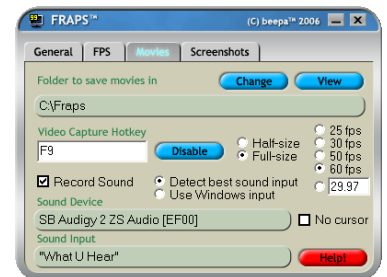 FRAPS™ (C) beepa™ 2006
General FPS Movies Screenshots
Folder to save movies in Change View
C:\Fraps
Video Capture Hotkey
F9 Disable
Half-size
Full-size
25 fps
30 fps
50 fps
60 fps
29.97
Record Sound
Detect best sound input
Use Windows input
Sound Device
SB Audigy 2 ZS Audio [EF00] No cursor
Sound Input
"What U Hear" Help!